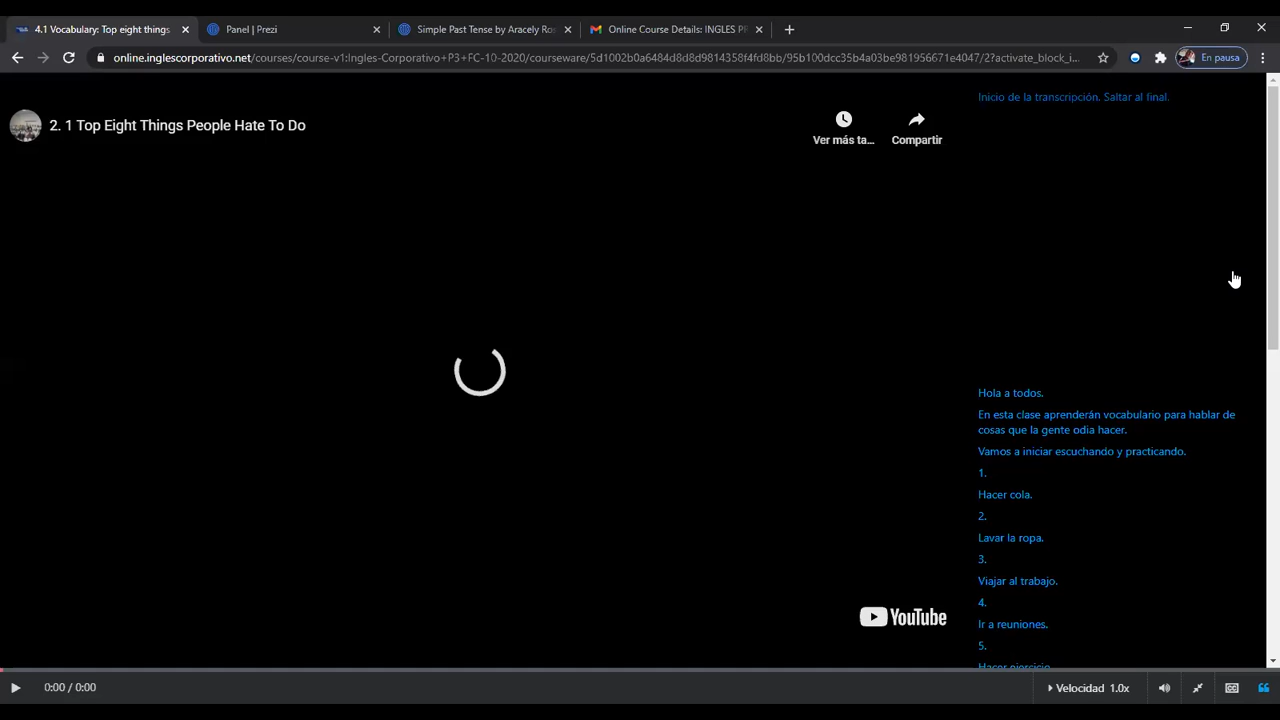 4.1 Vocabulary: Top eight things
Panel | Prezi
Simple Past Tense by Aracely Ros
Online Course Details: INGLES PF
online.inglescorporativo.net/courses/course-v1:Ingles-Corporativo+P3+FC-10-2020/courseware/5d1002b0a6484d8d8d9814358f4fd8bb/95b100dcc35b4a03be981956671e4047/2?activate_block_i...
En pausa
Inicio de la transcripción. Saltar al final.
2. 1 Top Eight Things People Hate To Do
Ver más ta...
Compartir
Hola a todos.
En esta clase aprenderán vocabulario para hablar de
cosas que la gente odia hacer.
Vamos a iniciar escuchando y practicando.
1.
Hacer cola.
2.
Lavar la ropa.
3.
Viajar al trabajo.
4.
Ir a reuniones.
5.
Hacer ejercicio.
YouTube
0:00 / 0:00
Velocidad 1.0x